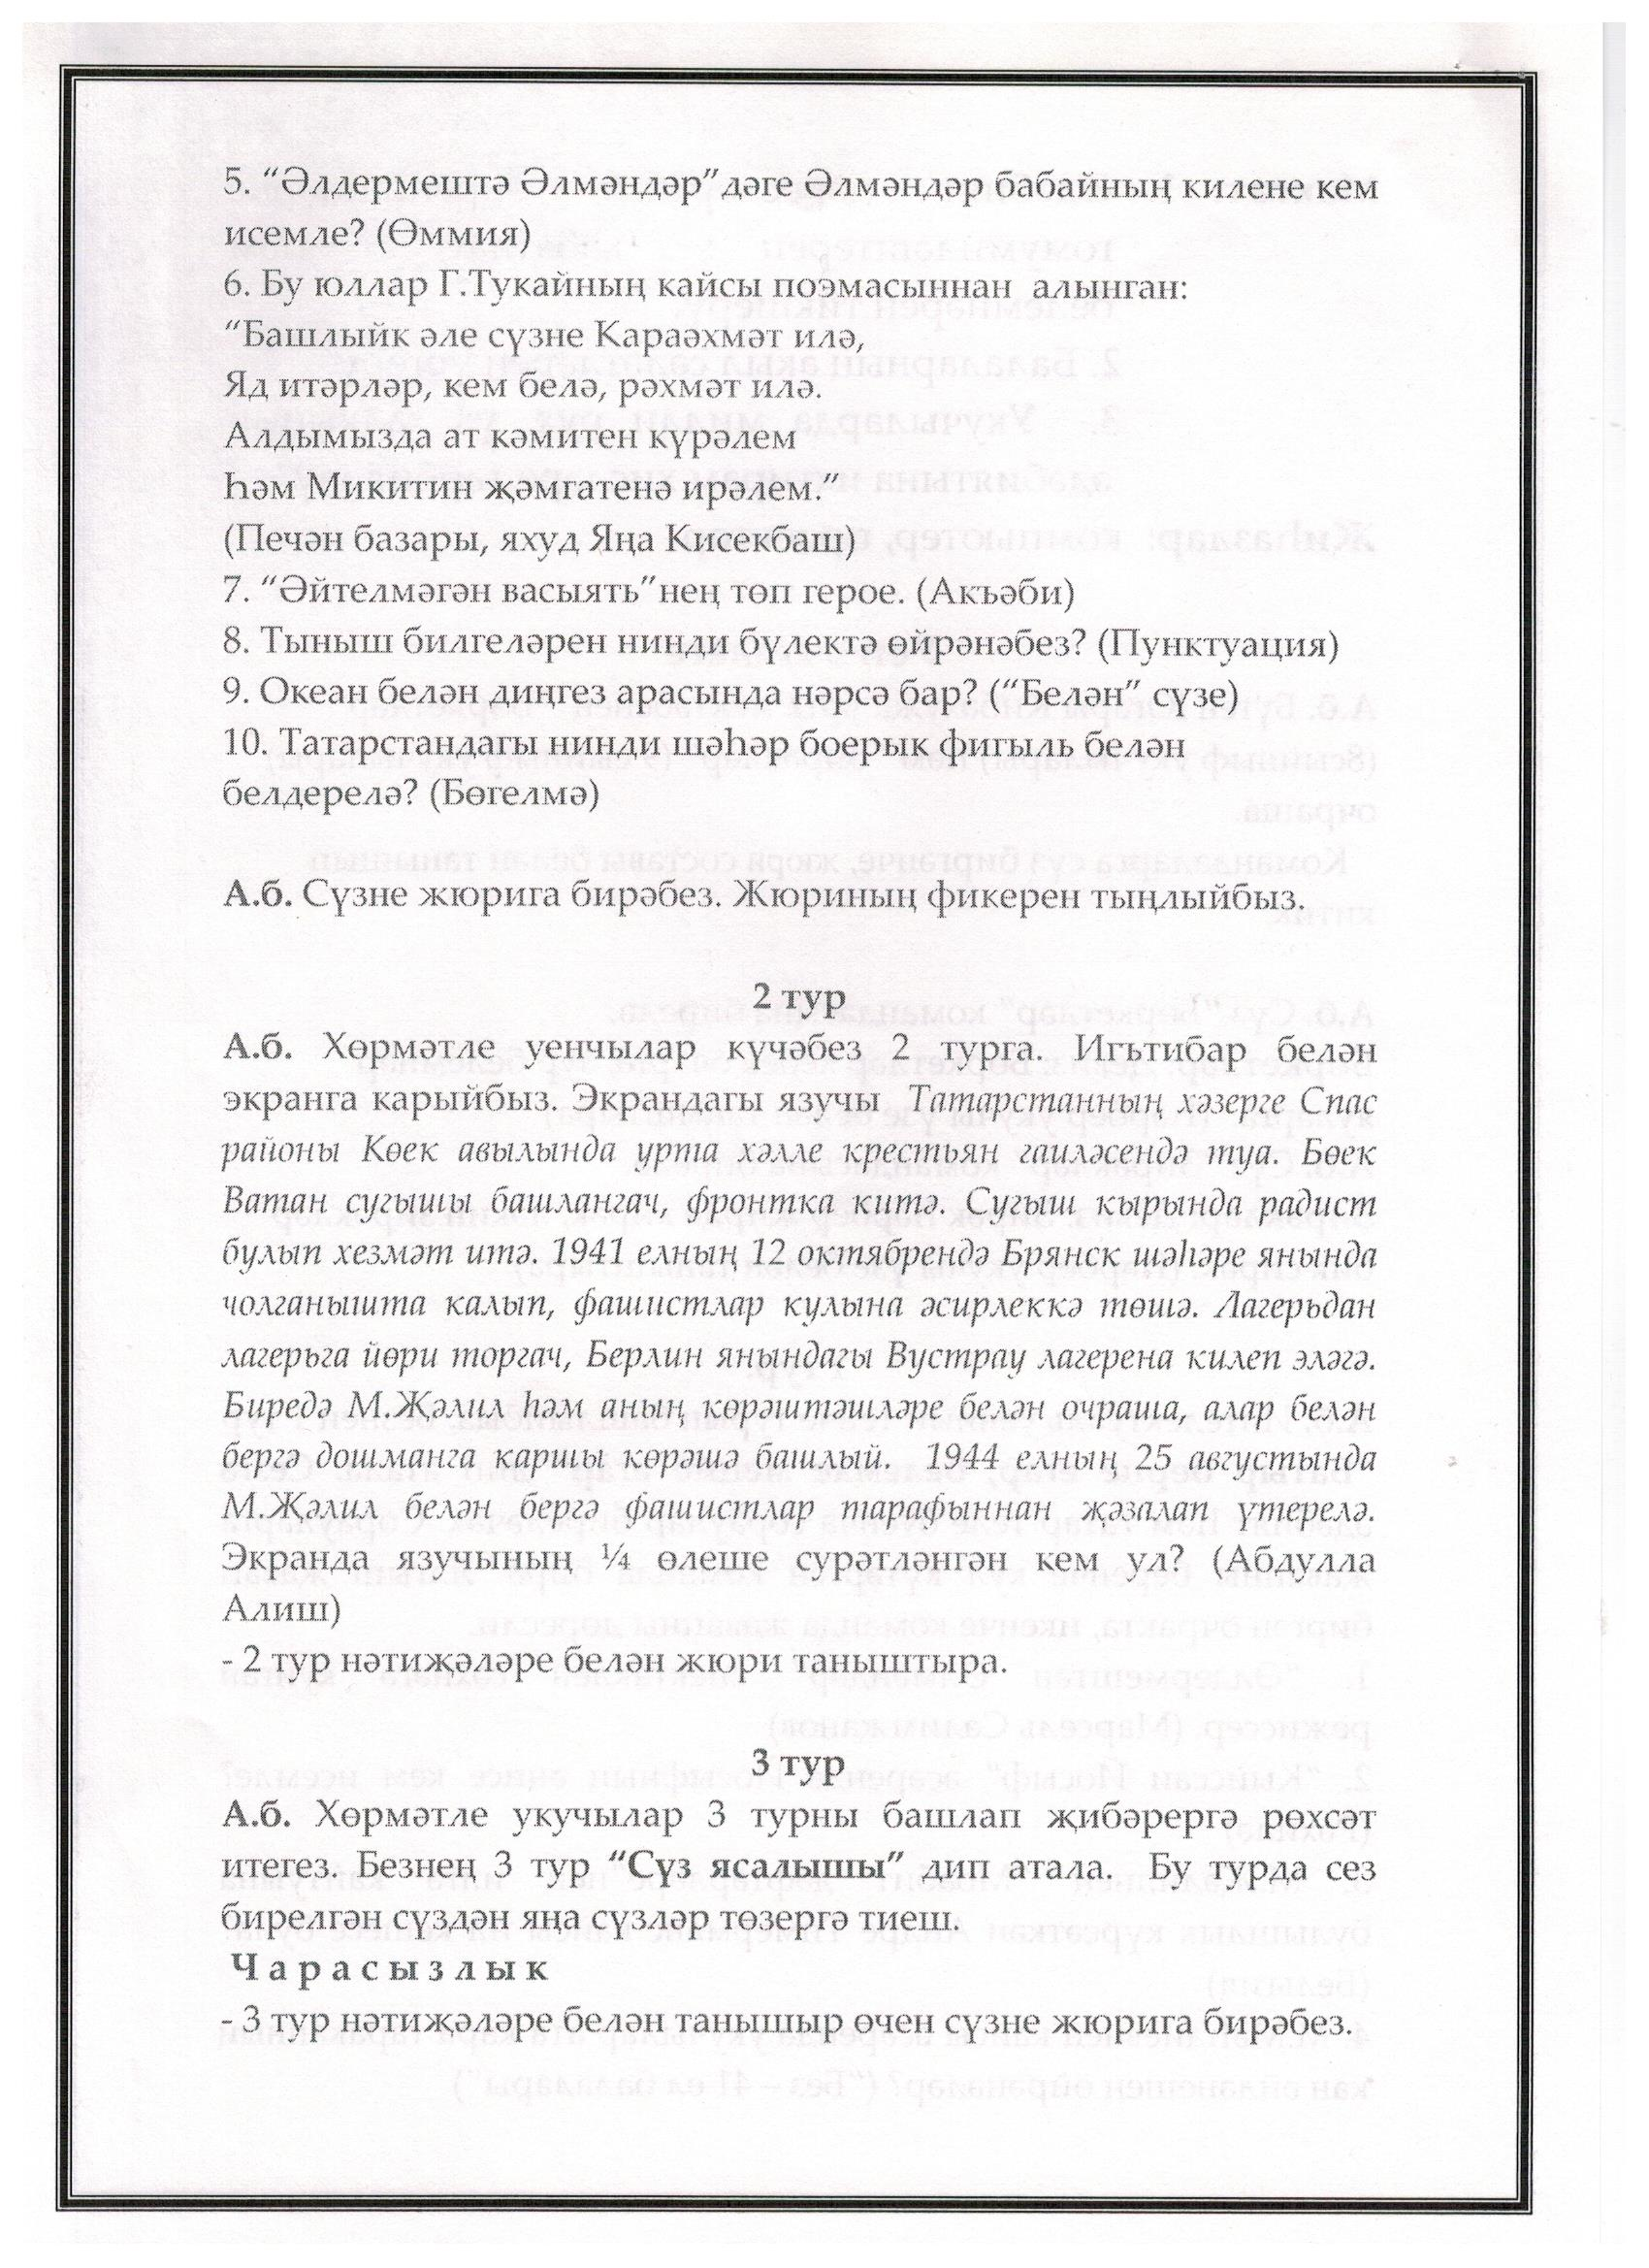 5. “Әлдермештә Әлмәндәр”дәге Әлмәндәр бабайның килене кем
исемле? (Өммия)
6. Бу юллар Г.Тукайның кайсы поэмасыннан алынган:
“Башлыйк әле сүзне Караәхмәт илә,
Яд итәрләр, кем белә, рәхмәт илә.
Алдымызда ат кәмитен күрәлем
Һәм Микитин җәмгатенә ирәлем.”
(Печән базары, яхуд Яңа Кисекбаш)
7. “Әйтелмәгән васыять”нең төп герое. (Акъәби)
8. Тыныш билгеләрен нинди бүлектә өйрәнәбез? (Пунктуация)
9. Океан белән диңгез арасында нәрсә бар? (“Белән” сүзе)
10. Татарстандагы нинди шәһәр боерык фигыль белән
белдерелә? (Бөгелмә)
А.б. Сүзне жюрига бирәбез. Жюриның фикерен тыңлыйбыз.
2 тур
А.б. Хөрмәтле уенчылар күчәбез 2 турга. Игътибар белән
экранга карыйбыз. Экрандагы язучы Татарстанның хәзерге Спас
районы Көек авылында урта хәлле крестьян гаиләсендә туа. Бөек
Ватан сугышы башлангач, фронтка китә. Сугыш кырында радист
булып хезмәт итә. 1941 елның 12 октябрендә Брянск шәһәре янында
чолганышта калып, фашистлар кулына әсирлеккә төшә. Лагерьдан
лагерьга йөри торгач, Берлин янындагы Вустрау лагерена килеп эләгә.
Биредә М.Җәлил һәм аның көрәштәшләре белән очраша, алар белән
бергә дошманга каршы көрәшә башлый. 1944 елның 25 августында
М.Җәлил белән бергә фашистлар тарафыннан җәзалап үтерелә.
Экранда язучының ¼ өлеше сурәтләнгән кем ул? (Абдулла
Алиш)
- 2 тур нәтиҗәләре белән жюри таныштыра.
3 тур
А.б. Хөрмәтле укучылар 3 турны башлап җибәрергә рөхсәт
итегез. Безнең 3 тур “Сүз ясалышы” дип атала. Бу турда сез
бирелгән сүздән яңа сүзләр төзергә тиеш.
Ч а р а с ы з л ы к
- 3 тур нәтиҗәләре белән танышыр өчен сүзне жюрига бирәбез.